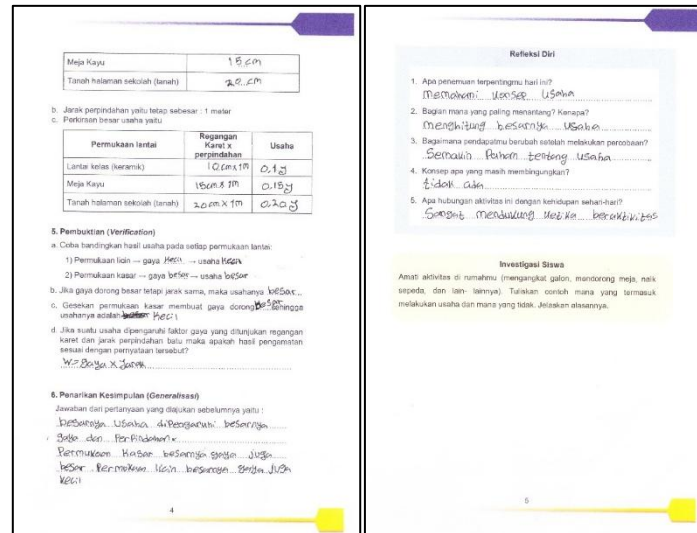 Meja Kayu 15 cm
Tanah halaman sekolah (tanah) 20 cm
b. Jarak perpindahan yaitu tetap sebesar : 1 meter
c. Perkiraan besar usaha yaitu
Permukaan lantai Regangan Karet x perpindahan Usaha
Lantai kelas (keramik) 10 cm x 1m 0,1 J
Meja Kayu 15cm x 1m 0,15 J
Tanah halaman sekolah (tanah) 20 cm x 1m 0,20 J
5. Pembuktian (Verification)
a. Coba bandingkan hasil usaha pada setiap permukaan lantai:
1) Permukaan licin → gaya kecil → usaha kecil
2) Permukaan kasar → gaya besar → usaha besar
b. Jika gaya dorong besar tetapi jarak sama, maka usahanya besar
c. Gesekan permukaan kasar membuat gaya dorong besar sehingga
usahanya adalah kecil
d. Jika suatu usaha dipengaruhi faktor gaya yang ditunjukan regangan
karet dan jarak perpindahan batu maka apakah hasil pengamatan
sesuai dengan pernyataan tersebut?
W= gaya x jarak
6. Penarikan Kesimpulan (Generalisasi)
Jawaban dari pertanyaan yang diajukan sebelumnya yaitu :
besarnya usaha dipengaruhi besarnya
gaya dan Perpindahan
Permukaan kasar besarnya gaya juga
besar. Permukaan licin besarnya gaya juga
kecil
4
Refleksi Diri
1. Apa penemuan terpentingmu hari ini?
memahami konsep usaha
2. Bagian mana yang paling menantang? Kenapa?
menghitung besarnya usaha
3. Bagaimana pendapatmu berubah setelah melakukan percobaan?
Semakin Paham tentang usaha
4. Konsep apa yang masih membingungkan?
tidak ada
5. Apa hubungan aktivitas ini dengan kehidupan sehari-hari?
Sangat mendukung ketika beraktivitas
Investigasi Siswa
Amati aktivitas di rumahmu (mengangkat galon, mendorong meja, naik
sepeda, dan lain- lainnya). Tuliskan contoh mana yang termasuk
melakukan usaha dan mana yang tidak. Jelaskan alasannya.
5